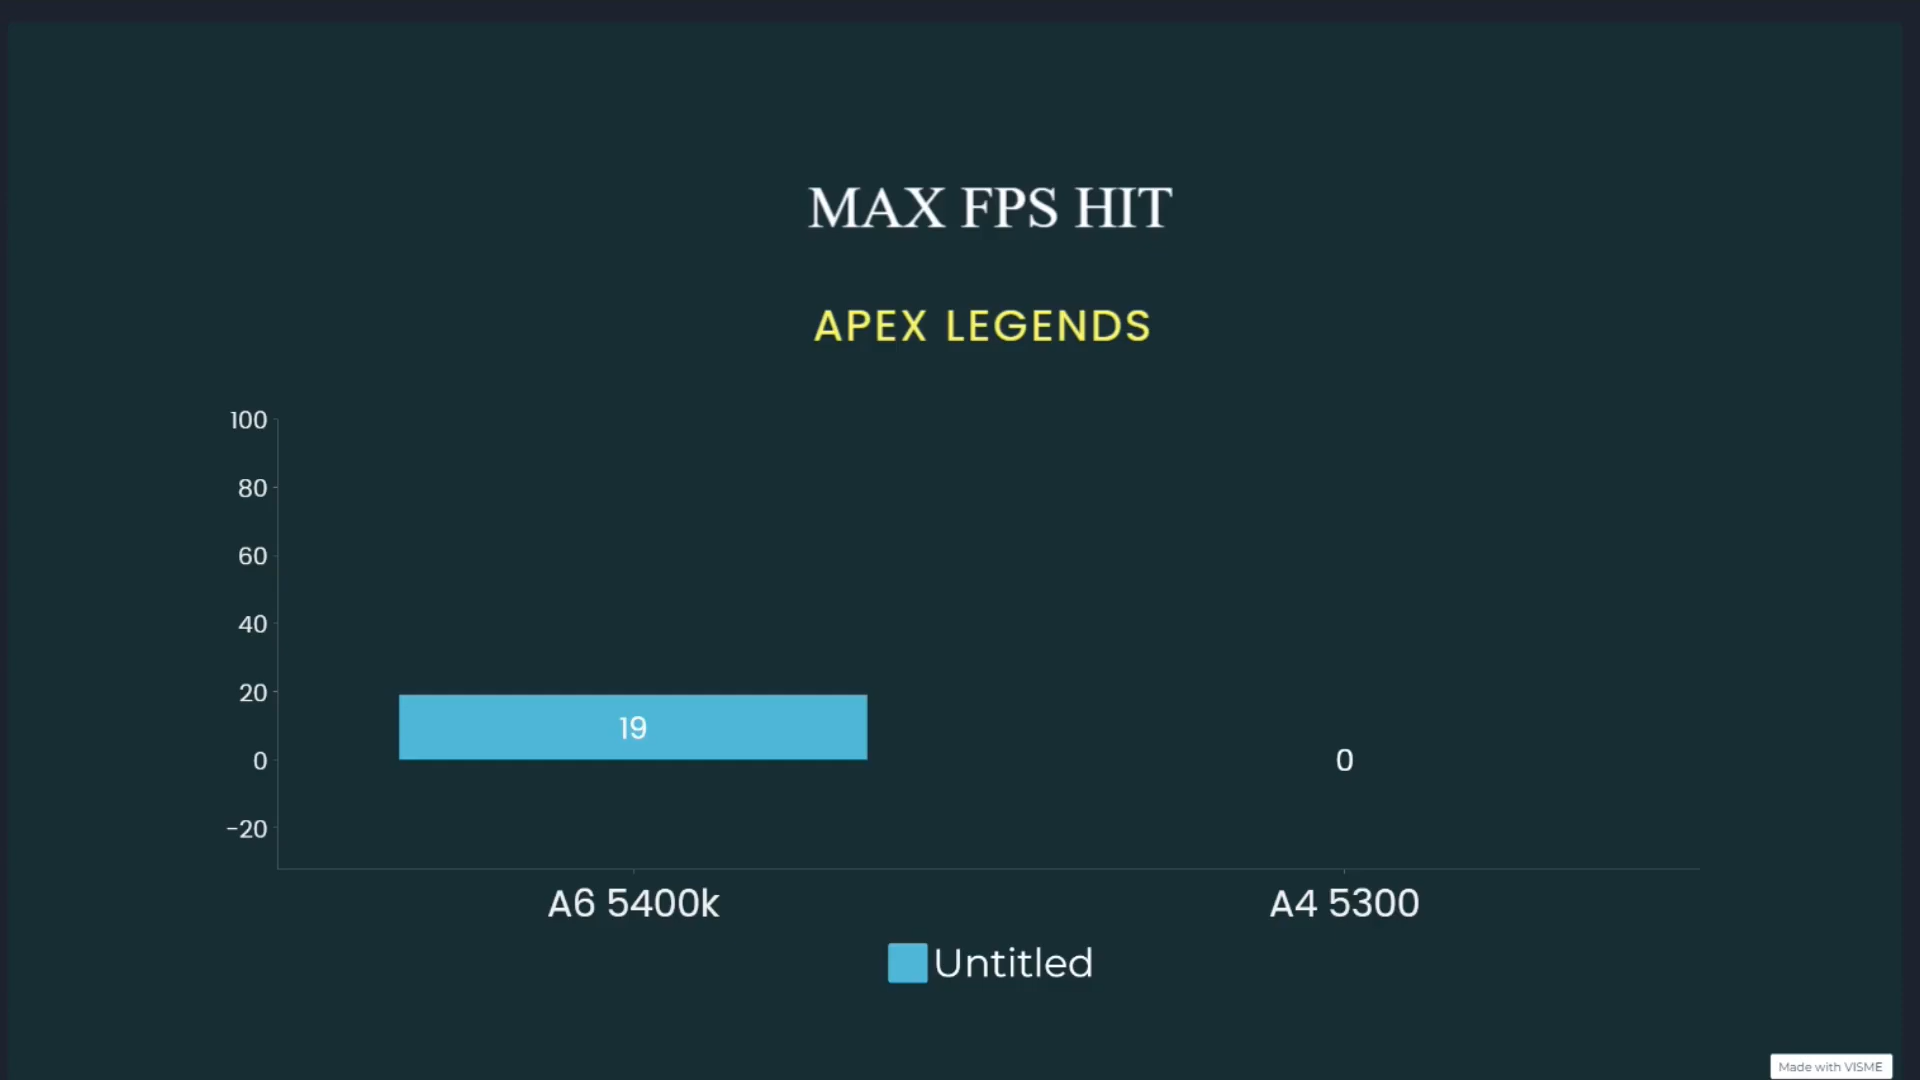 MAX FPS HIT
APEX LEGENDS
100
80
60
40
20
0
-20
19
0
A6 5400k
A4 5300
Untitled
Made with VISME